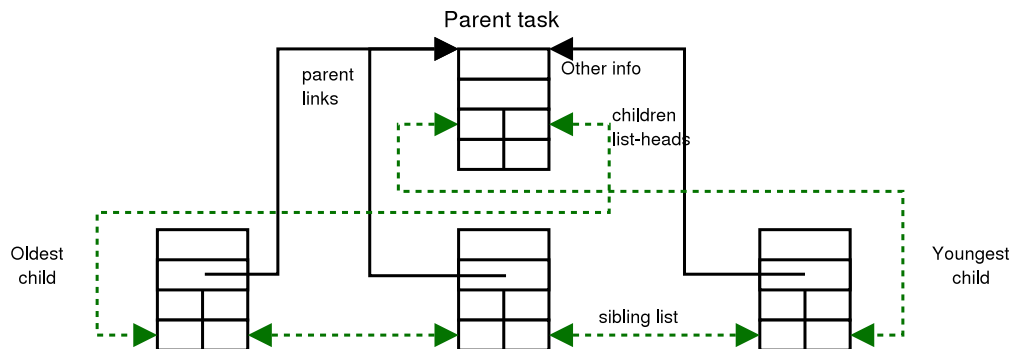 Parent task
Other info
parent
links
children
list-heads
Oldest
child
Youngest
child
sibling list